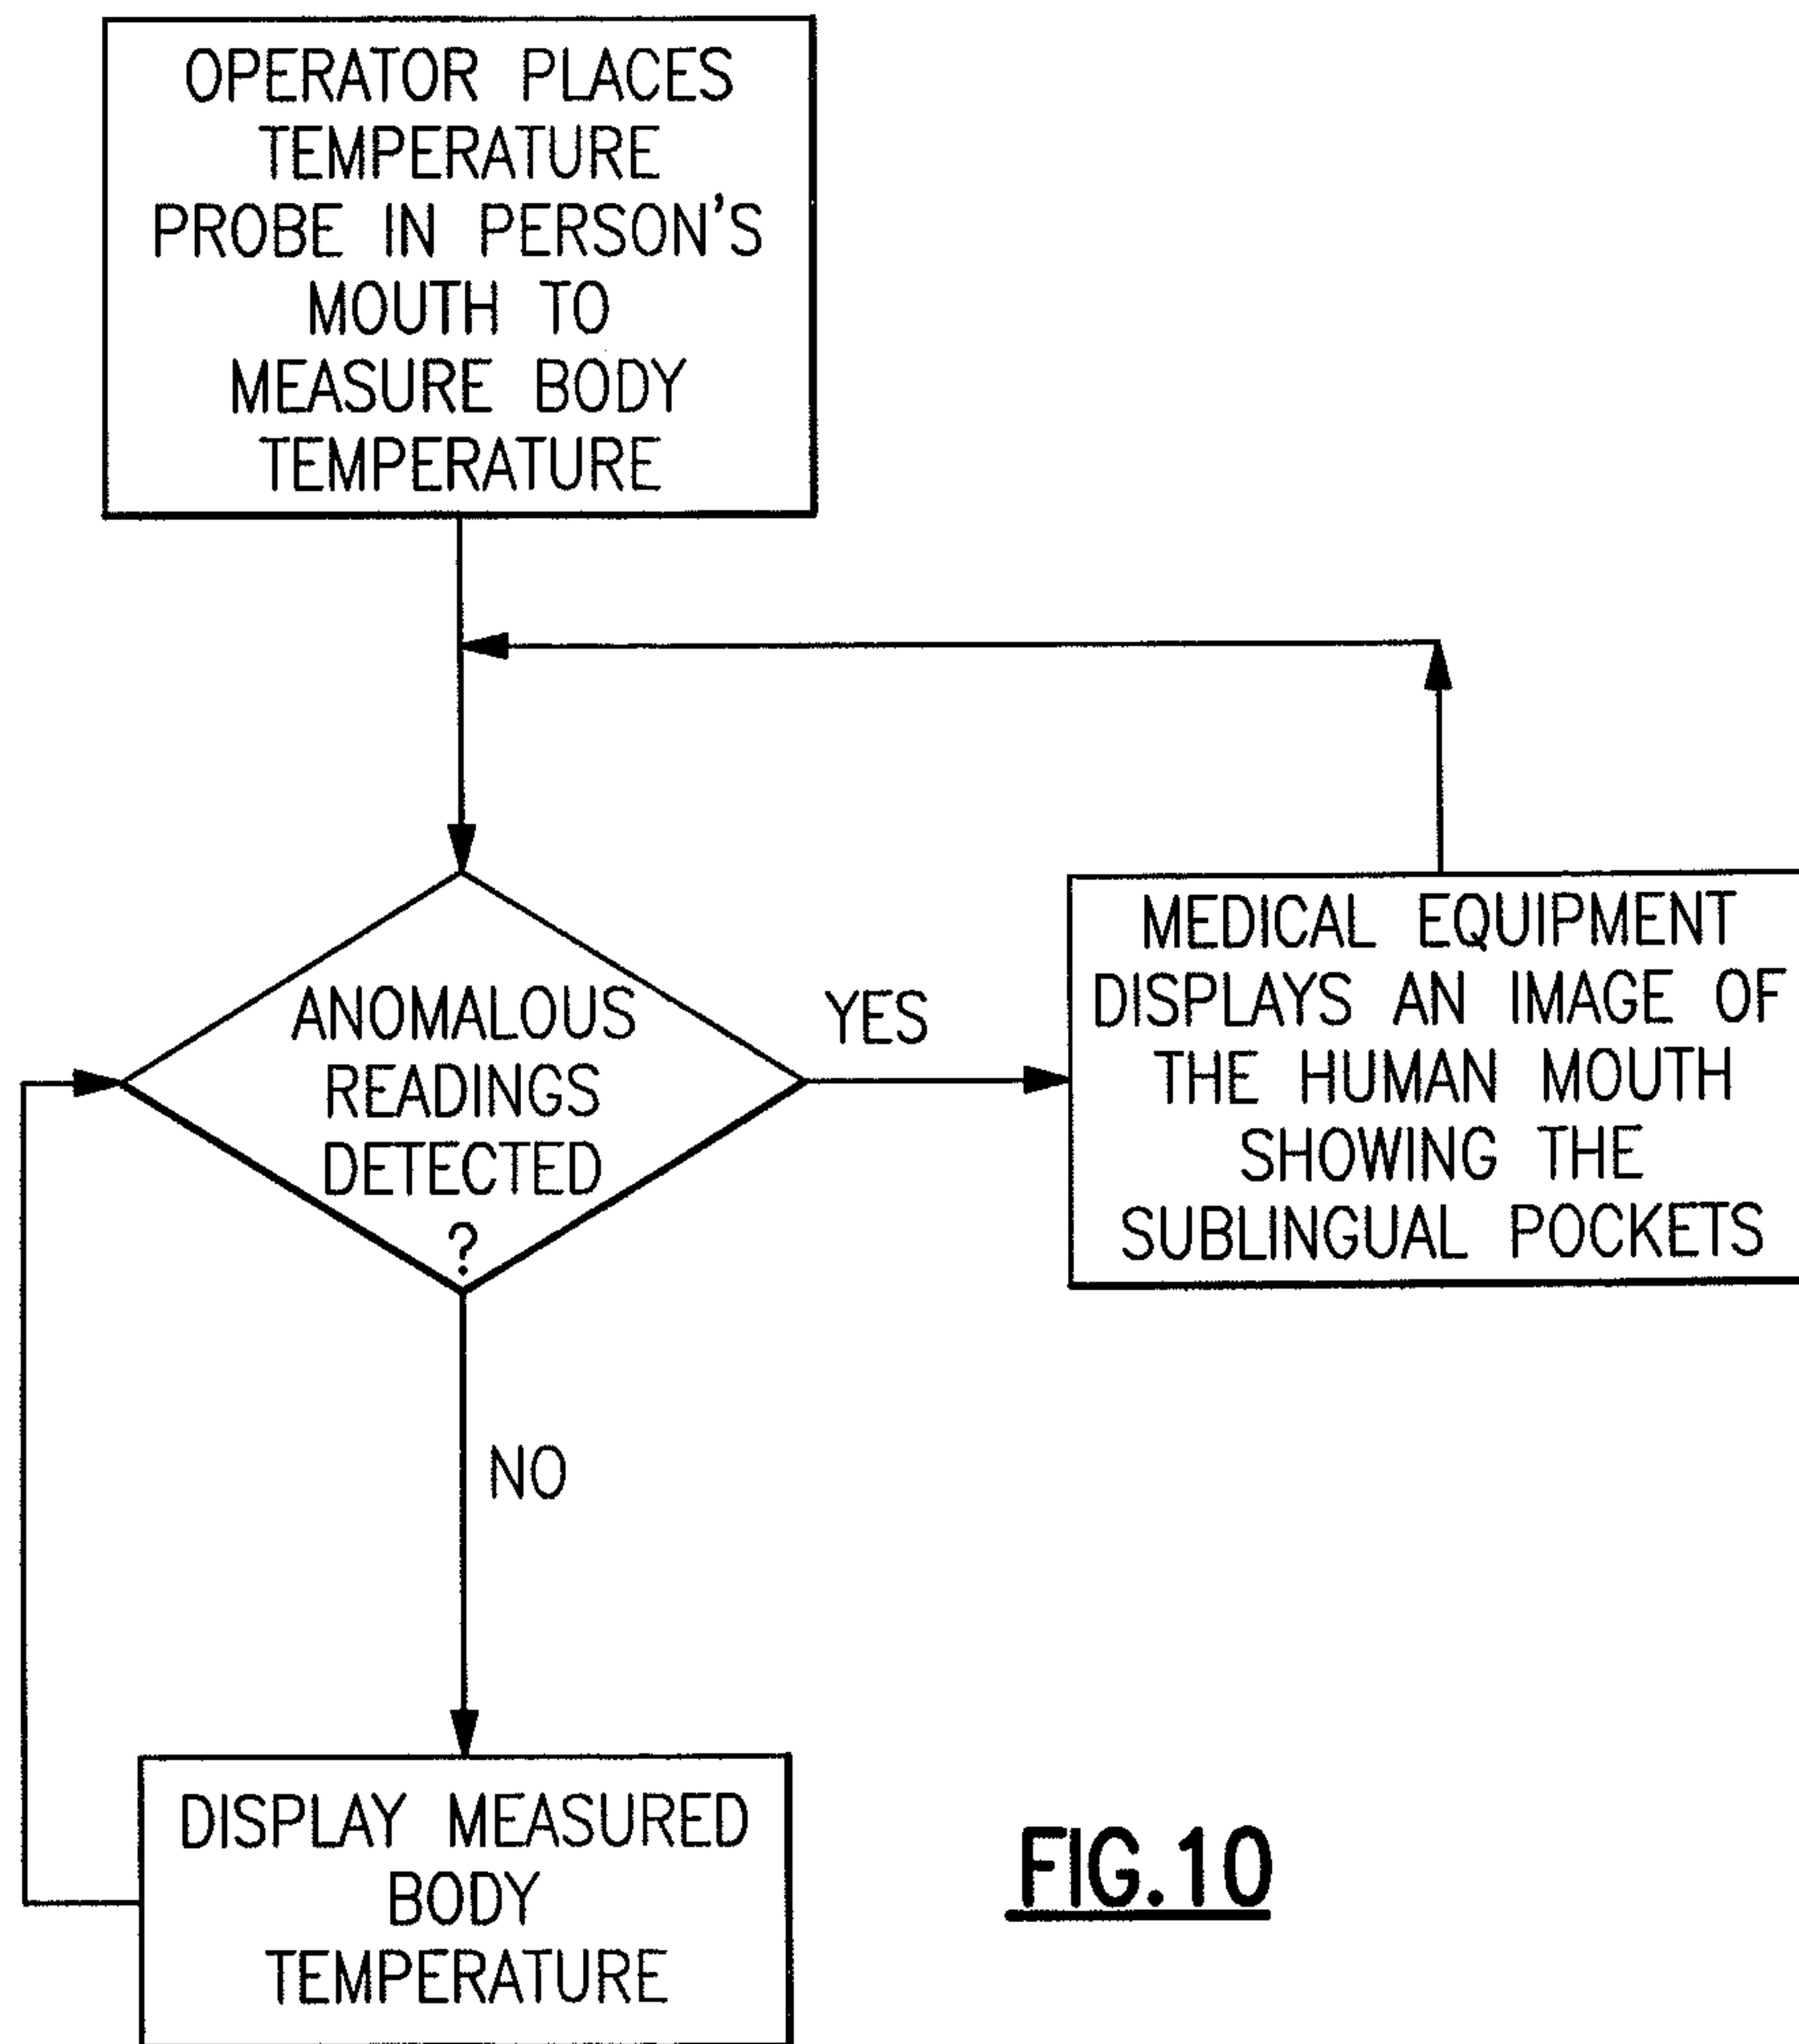 OPERATOR PLACES
TEMPERATURE
PROBE IN PERSON'S
MOUTH TO
MEASURE BODY
TEMPERATURE
ANOMALOUS
READINGS
DETECTED
?
YES
MEDICAL EQUIPMENT
DISPLAYS AN IMAGE OF
THE HUMAN MOUTH
SHOWING THE
SUBLINGUAL POCKETS
NO
DISPLAY MEASURED
BODY
TEMPERATURE
FIG.10